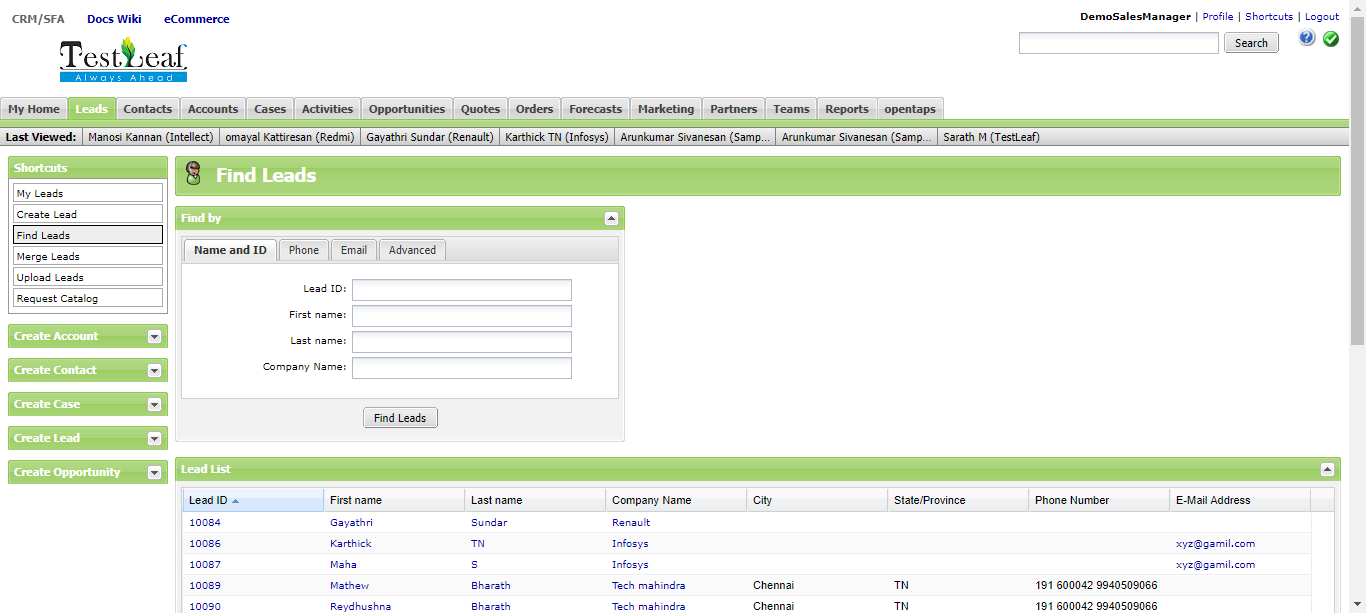 CRM/SFA Docs Wiki eCommerce
DemoSalesManager | Profile | Shortcuts | Logout
Search
TestLeaf
Always Ahead
My Home Leads Contacts Accounts Cases Activities Opportunities Quotes Orders Forecasts Marketing Partners Teams Reports opentaps
Last Viewed: Manosi Kannan (Intellect) omayal Kattiresan (Redmi) Gayathri Sundar (Renault) Karthick TN (Infosys) Arunkumar Sivanesan (Samp... Arunkumar Sivanesan (Samp... Sarath M (TestLeaf)
Shortcuts
My Leads
Create Lead
Find Leads
Merge Leads
Upload Leads
Request Catalog
Create Account
Create Contact
Create Case
Create Lead
Create Opportunity
Find Leads
Find by
Name and ID Phone Email Advanced
Lead ID:
First name:
Last name:
Company Name:
Find Leads
Lead List
Lead ID First name Last name Company Name City State/Province Phone Number E-Mail Address
10084 Gayathri Sundar Renault
10086 Karthick TN Infosys xyz@gamil.com
10087 Maha S Infosys xyz@gamil.com
10089 Mathew Bharath Tech mahindra Chennai TN 191 600042 9940509066
10090 Reydhushna Bharath Tech mahindra Chennai TN 191 600042 9940509066